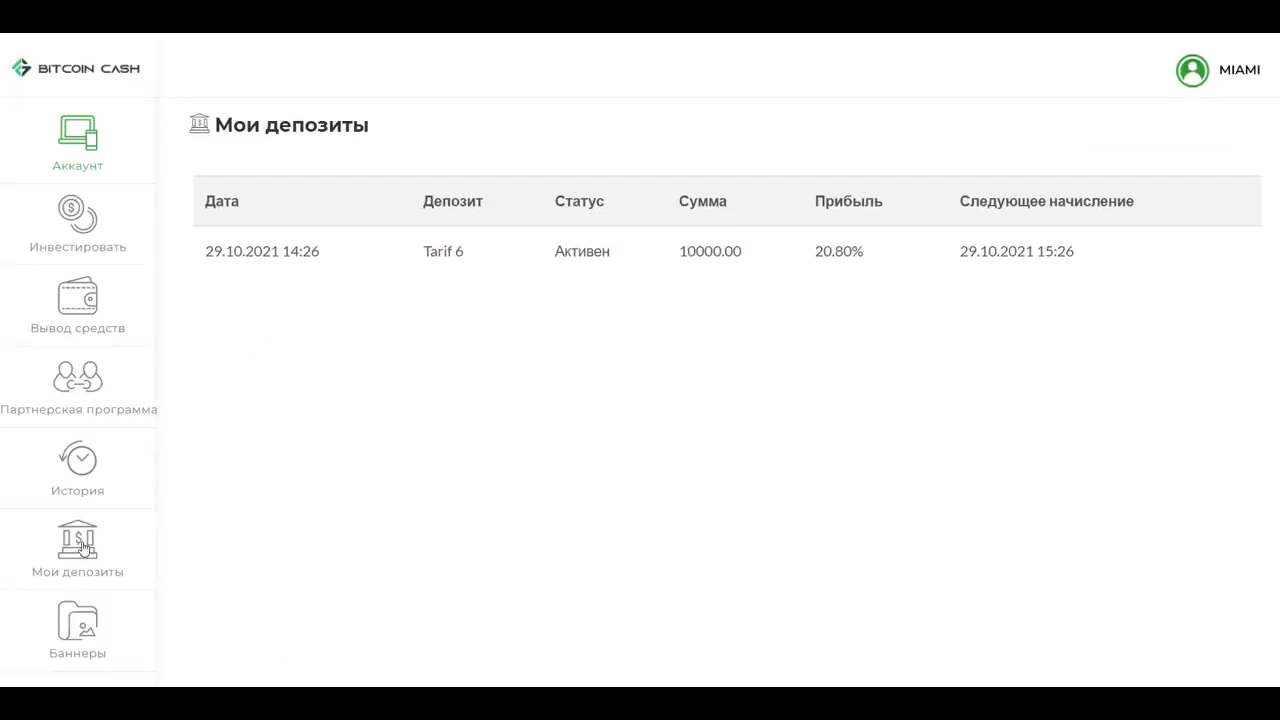 BITCOIN CASH
MIAMI
Аккаунт
Инвестировать
Вывод средств
Партнерская программа
История
Мои депозиты
Баннеры
Мои депозиты
Дата Депозит Статус Сумма Прибыль Следующее начисление
29.10.2021 14:26 Tarif 6 Активен 10000.00 20.80% 29.10.2021 15:26